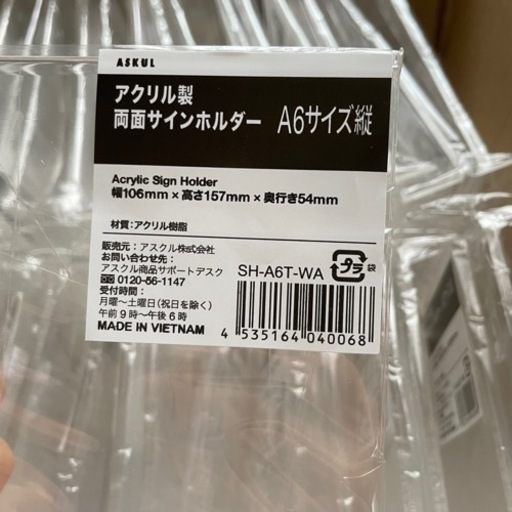 ASKUL
アクリル製
両面サインホルダー A6サイズ縦
Acrylic Sign Holder
幅106mm×高さ157mm×奥行き54mm
材質:アクリル樹脂
販売元:アスクル株式会社
お問い合わせ先:
アスクル商品サポートデスク
0120-56-1147
受付時間:
月曜~土曜日(祝日を除く)
午前9時~午後6時
MADE IN VIETNAM
SH-A6T-WA
プラ 袋
4 535164 040068